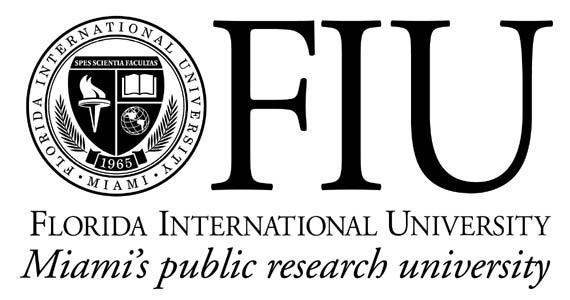 FLORIDA INTERNATIONAL UNIVERSITY
SPES SCIENTIA FACULTAS
1965
• MIAMI •
FIU
FLORIDA INTERNATIONAL UNIVERSITY
Miami's public research university